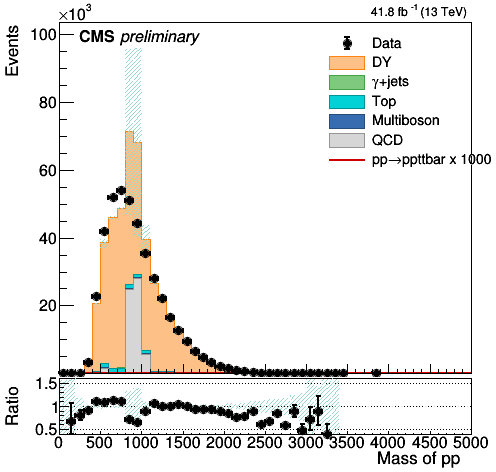 ×10³
41.8 fb⁻¹ (13 TeV)
CMS preliminary
Events
100
80
60
40
20
Data
DY
γ+jets
Top
Multiboson
QCD
pp→ppttbar x 1000
Ratio
1.5
1
0.5
0 500 1000 1500 2000 2500 3000 3500 4000 4500 5000
Mass of pp